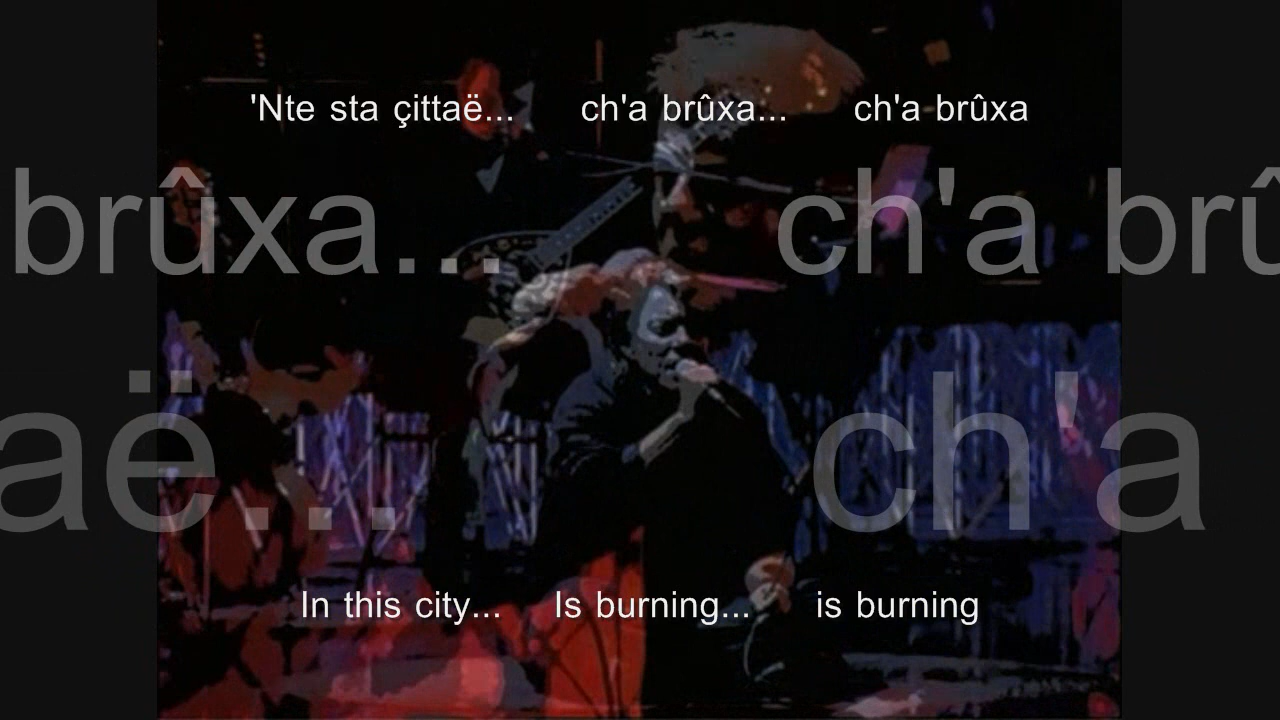 'Nte sta çittaë... ch'a brûxa... ch'a brûxa
brûxa... ch'a brû
aë... ch'a
In this city... Is burning... is burning